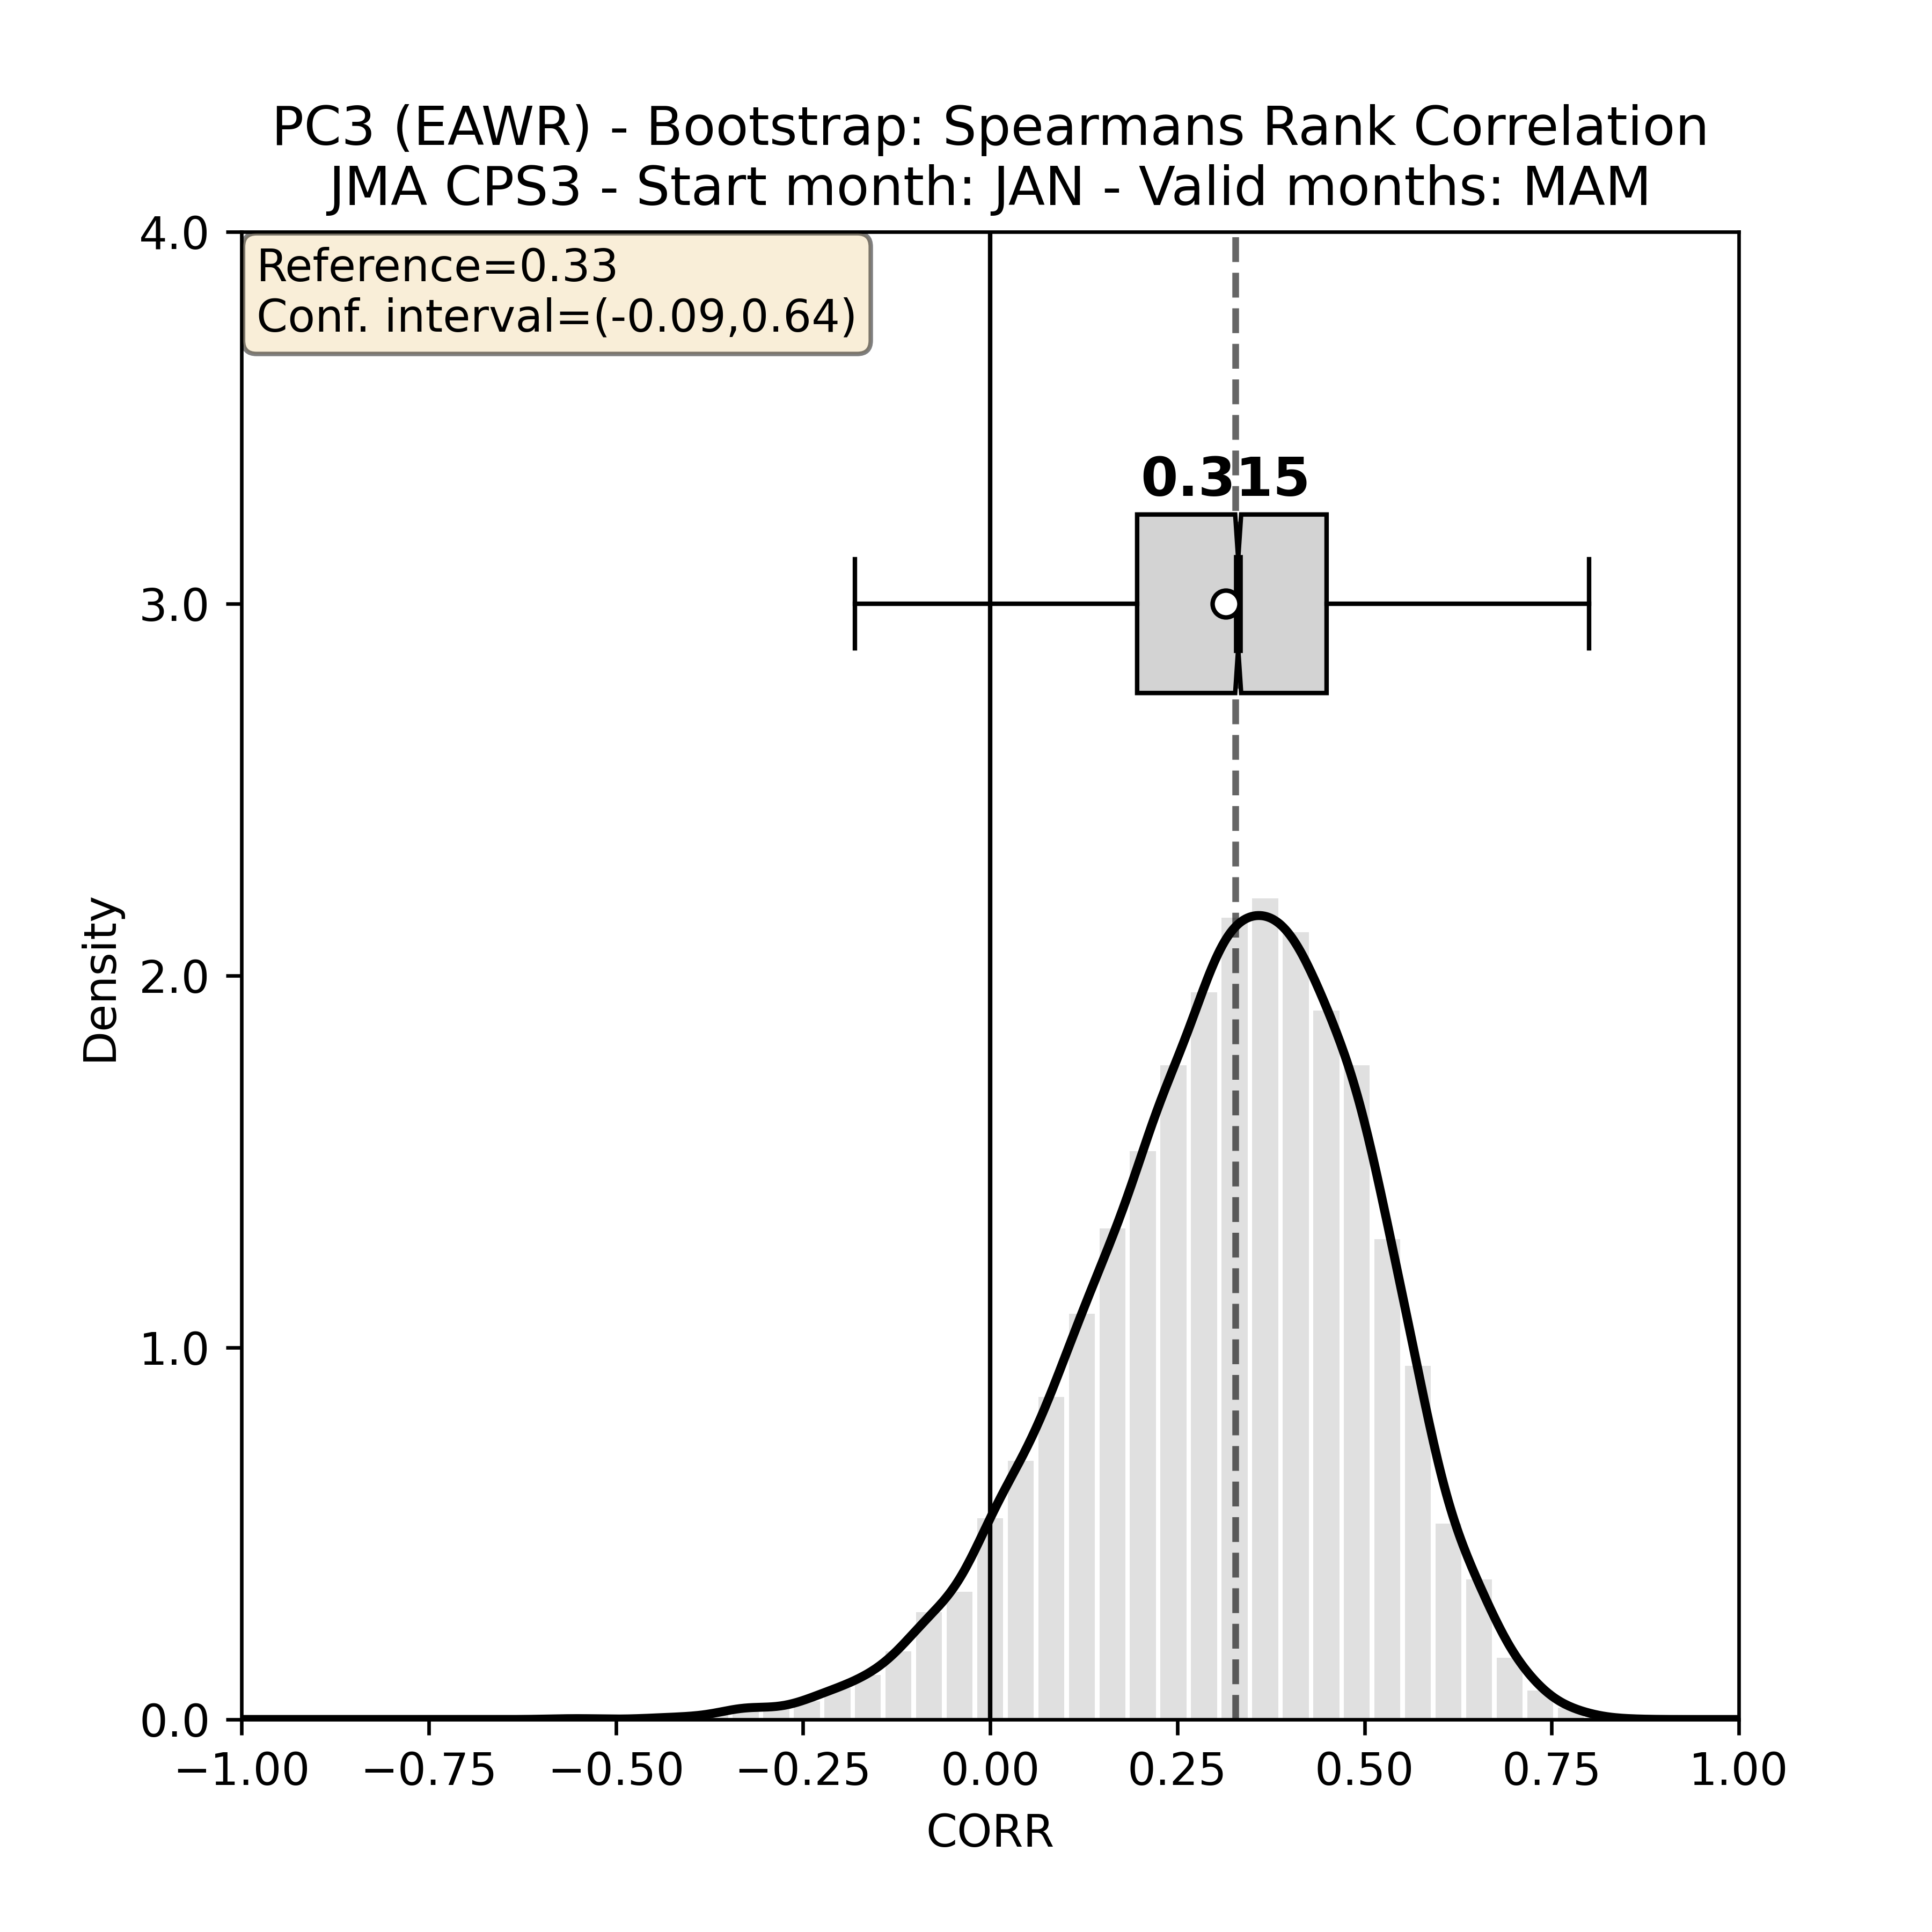 PC3 (EAWR) - Bootstrap: Spearmans Rank Correlation
JMA CPS3 - Start month: JAN - Valid months: MAM
Reference=0.33
Conf. interval=(-0.09,0.64)
0.315
4.0
3.0
2.0
1.0
0.0
Density
−1.00 −0.75 −0.50 −0.25 0.00 0.25 0.50 0.75 1.00
CORR